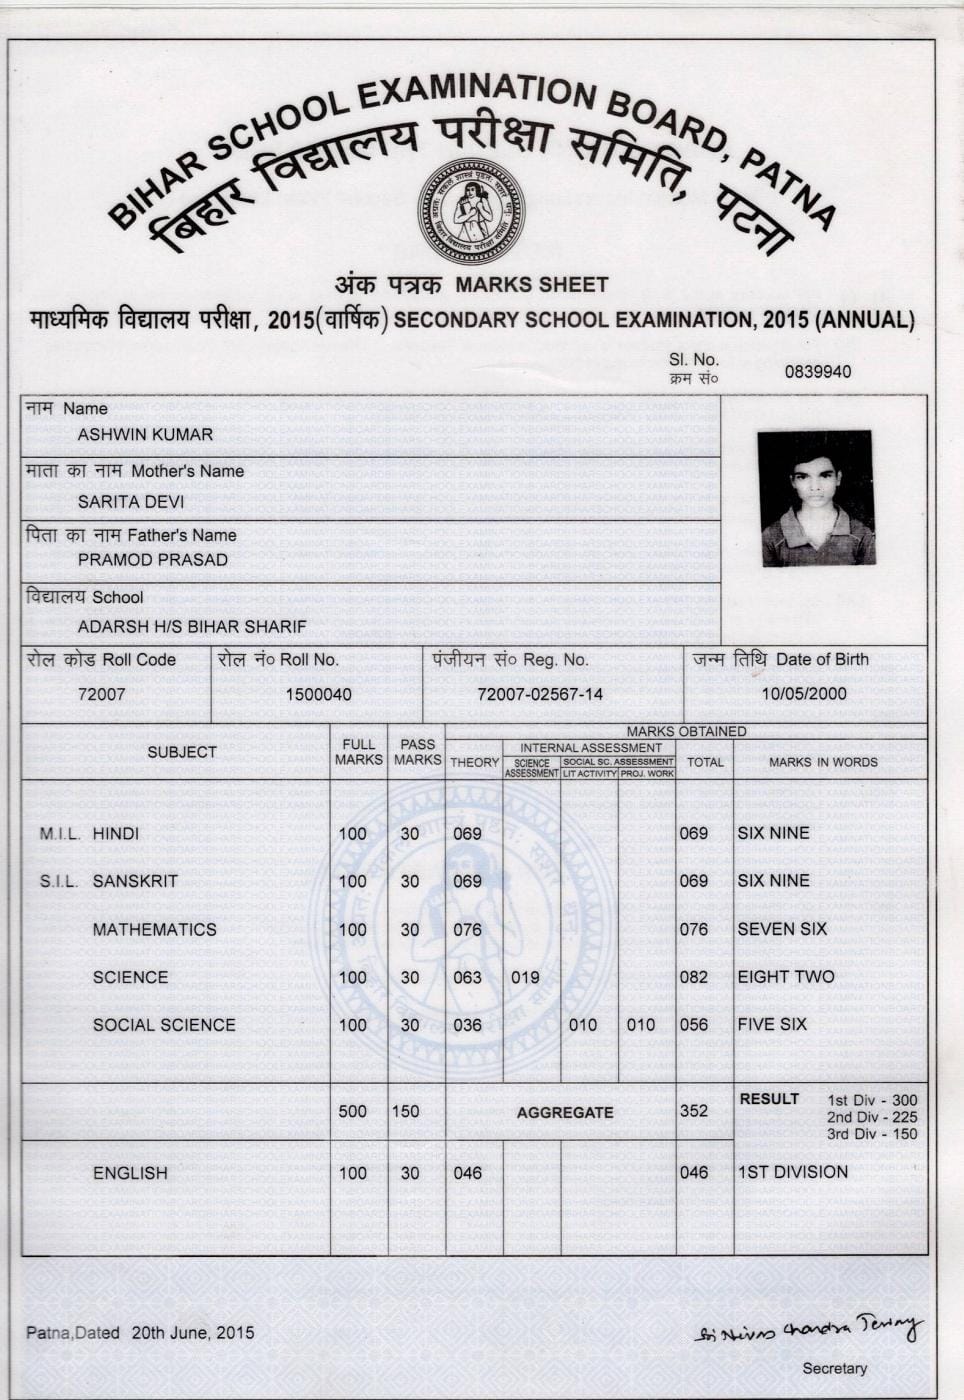 BIHAR SCHOOL EXAMINATION BOARD, PATNA
बिहार विद्यालय परीक्षा समिति, पटना
अंक पत्रक MARKS SHEET
माध्यमिक विद्यालय परीक्षा, 2015(वार्षिक) SECONDARY SCHOOL EXAMINATION, 2015 (ANNUAL)
Sl. No. 0839940
क्रम सं०
नाम Name
ASHWIN KUMAR
माता का नाम Mother's Name
SARITA DEVI
पिता का नाम Father's Name
PRAMOD PRASAD
विद्यालय School
ADARSH H/S BIHAR SHARIF
रोल कोड Roll Code रोल नं० Roll No. पंजीयन सं० Reg. No. जन्म तिथि Date of Birth
72007 1500040 72007-02567-14 10/05/2000
MARKS OBTAINED
SUBJECT FULL MARKS PASS MARKS THEORY INTERNAL ASSESSMENT TOTAL MARKS IN WORDS
SCIENCE ASSESSMENT SOCIAL SC. ASSESSMENT
LIT ACTIVITY PROJ. WORK
M.I.L. HINDI 100 30 069 069 SIX NINE
S.I.L. SANSKRIT 100 30 069 069 SIX NINE
MATHEMATICS 100 30 076 076 SEVEN SIX
SCIENCE 100 30 063 019 082 EIGHT TWO
SOCIAL SCIENCE 100 30 036 010 010 056 FIVE SIX
500 150 AGGREGATE 352 RESULT 1st Div - 300
2nd Div - 225
3rd Div - 150
ENGLISH 100 30 046 046 1ST DIVISION
Patna,Dated 20th June, 2015
Secretary